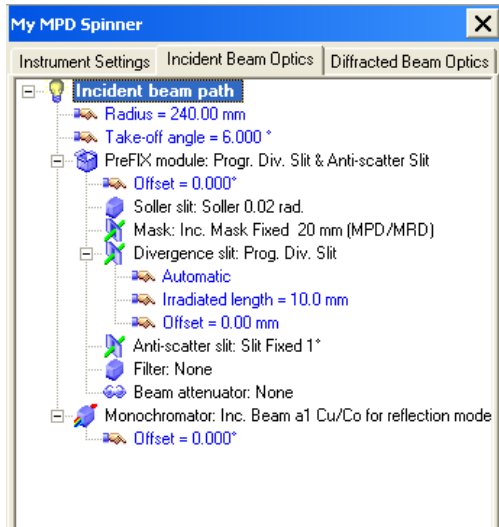 My MPD Spinner
Instrument Settings Incident Beam Optics Diffracted Beam Optics
Incident beam path
Radius = 240.00 mm
Take-off angle = 6.000 °
PreFIX module: Progr. Div. Slit & Anti-scatter Slit
Offset = 0.000°
Soller slit: Soller 0.02 rad.
Mask: Inc. Mask Fixed 20 mm (MPD/MRD)
Divergence slit: Prog. Div. Slit
Automatic
Irradiated length = 10.0 mm
Offset = 0.00 mm
Anti-scatter slit: Slit Fixed 1°
Filter: None
Beam attenuator: None
Monochromator: Inc. Beam a1 Cu/Co for reflection mode
Offset = 0.000°